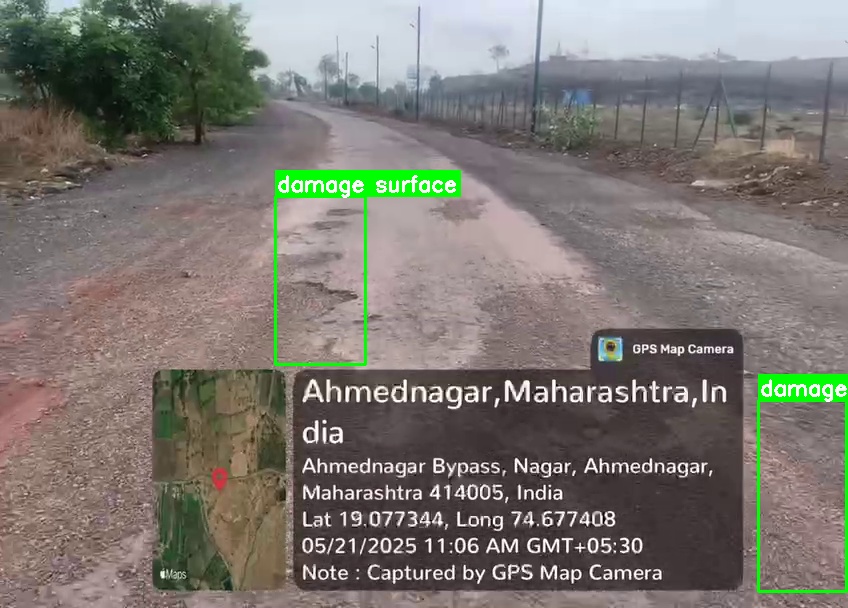 damage surface
GPS Map Camera
damage
Ahmednagar,Maharashtra,In
dia
Ahmednagar Bypass, Nagar, Ahmednagar,
Maharashtra 414005, India
Lat 19.077344, Long 74.677408
05/21/2025 11:06 AM GMT+05:30
Note : Captured by GPS Map Camera
Maps